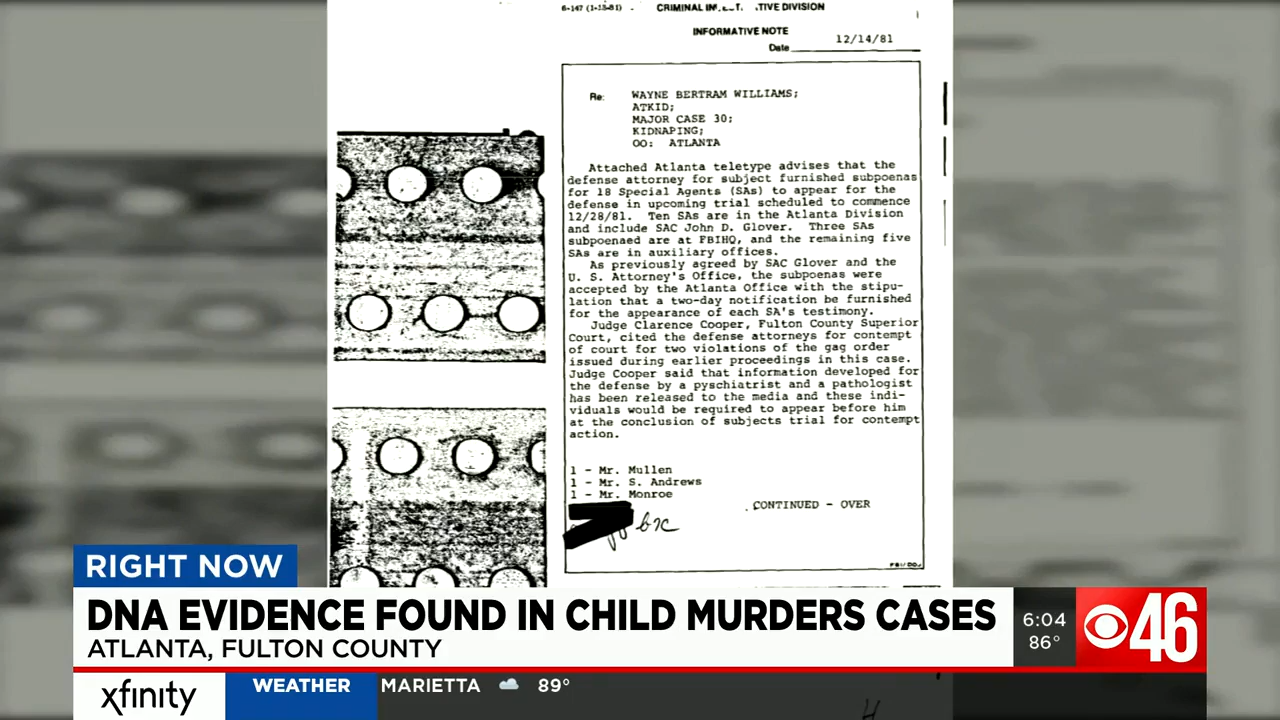 6-147 (1-13-81)
CRIMINAL TIVE DIVISION
INFORMATIVE NOTE
Date 12/14/81
Re: WAYNE BERTRAM WILLIAMS;
ATKID;
MAJOR CASE 30;
KIDNAPING;
OO: ATLANTA
Attached Atlanta teletype advises that the
defense attorney for subject furnished subpoenas
for 18 Special Agents (SAs) to appear for the
defense in upcoming trial scheduled to commence
12/28/81. Ten SAs are in the Atlanta Division
and include SAC John D. Glover. Three SAs
subpoenaed are at FBIHQ, and the remaining five
SAs are in auxiliary offices.
As previously agreed by SAC Glover and the
U. S. Attorney's Office, the subpoenas were
accepted by the Atlanta Office with the stipu-
lation that a two-day notification be furnished
for the appearance of each SA's testimony.
Judge Clarence Cooper, Fulton County Superior
Court, cited the defense attorneys for contempt
of court for two violations of the gag order
issued during earlier proceedings in this case.
Judge Cooper said that information developed for
the defense by a pyschiatrist and a pathologist
has been released to the media and these indi-
viduals would be required to appear before him
at the conclusion of subjects trial for contempt
action.
1 - Mr. Mullen
1 - Mr. S. Andrews
1 - Mr. Monroe
CONTINUED - OVER
FBI/DOJ
RIGHT NOW
DNA EVIDENCE FOUND IN CHILD MURDERS CASES
ATLANTA, FULTON COUNTY
6:04
86°
46
xfinity
WEATHER MARIETTA 89°